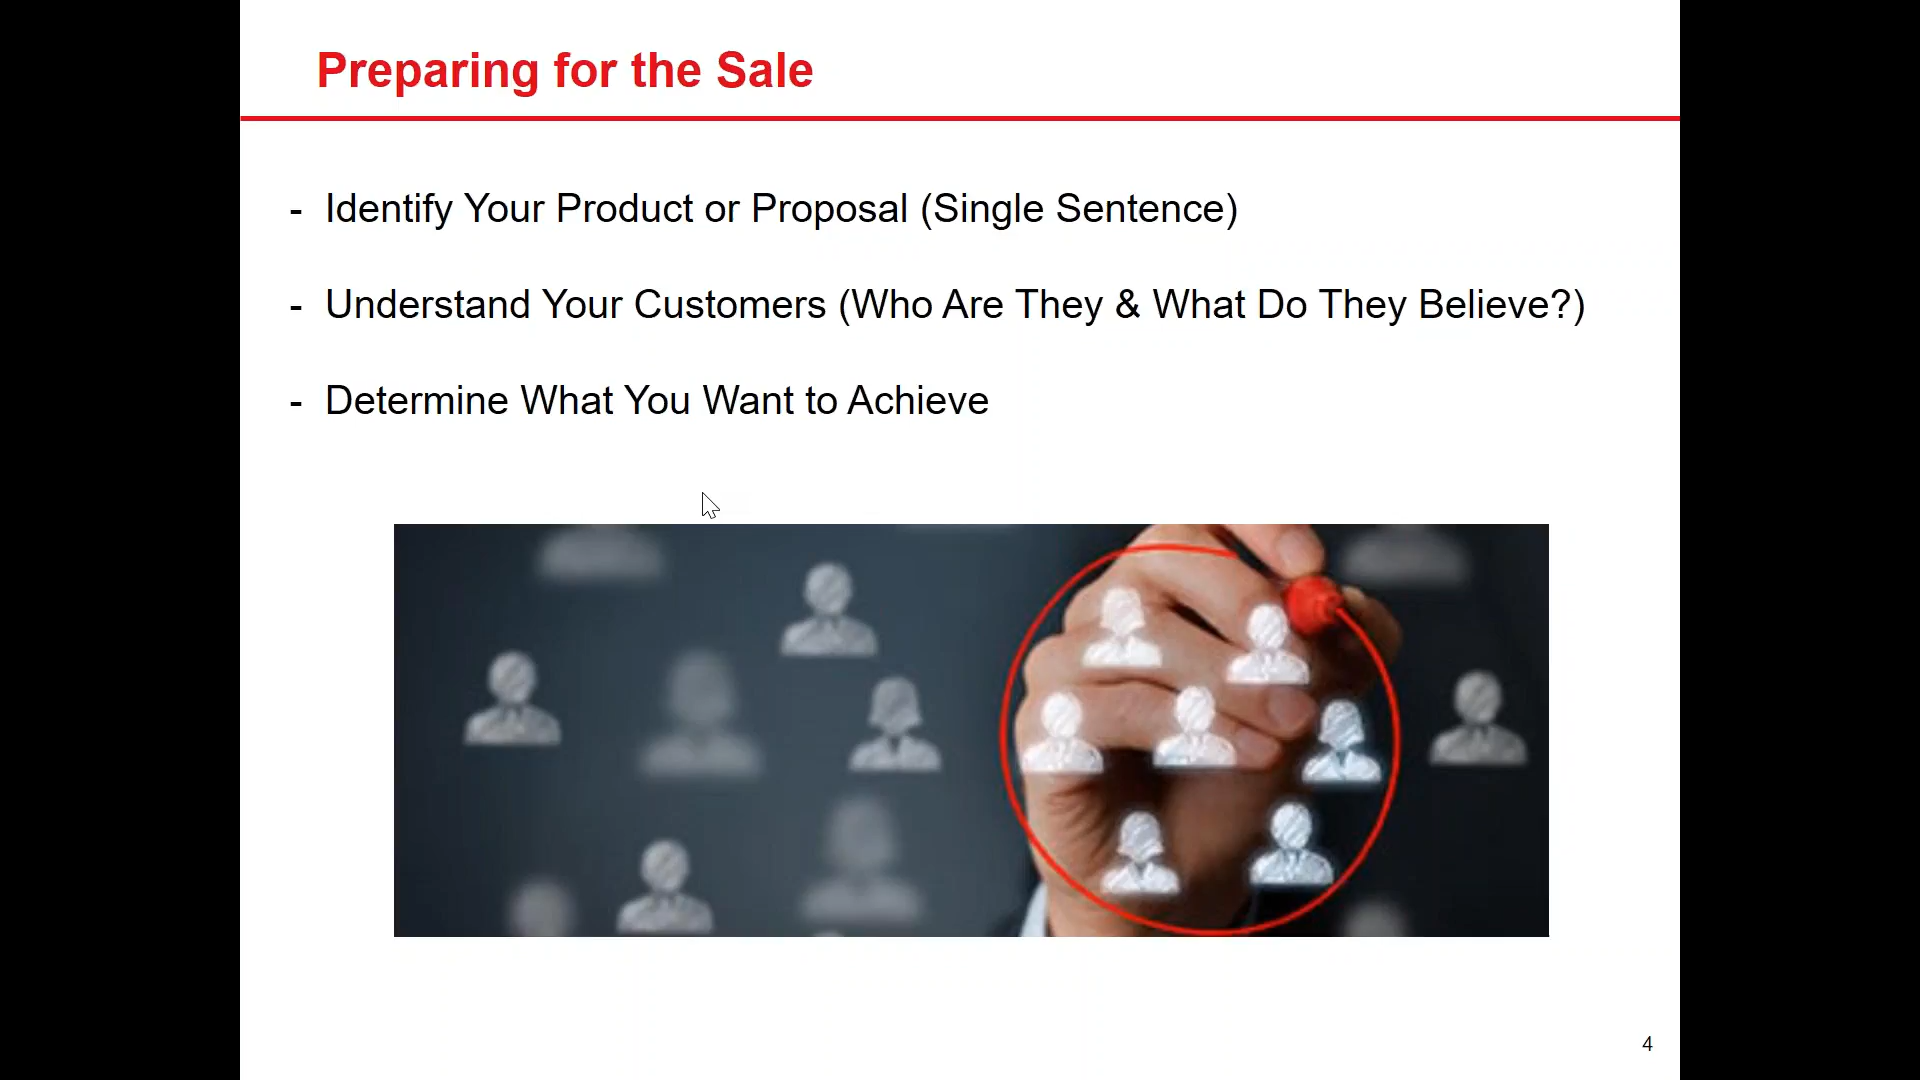 Preparing for the Sale
- Identify Your Product or Proposal (Single Sentence)
- Understand Your Customers (Who Are They & What Do They Believe?)
- Determine What You Want to Achieve
4